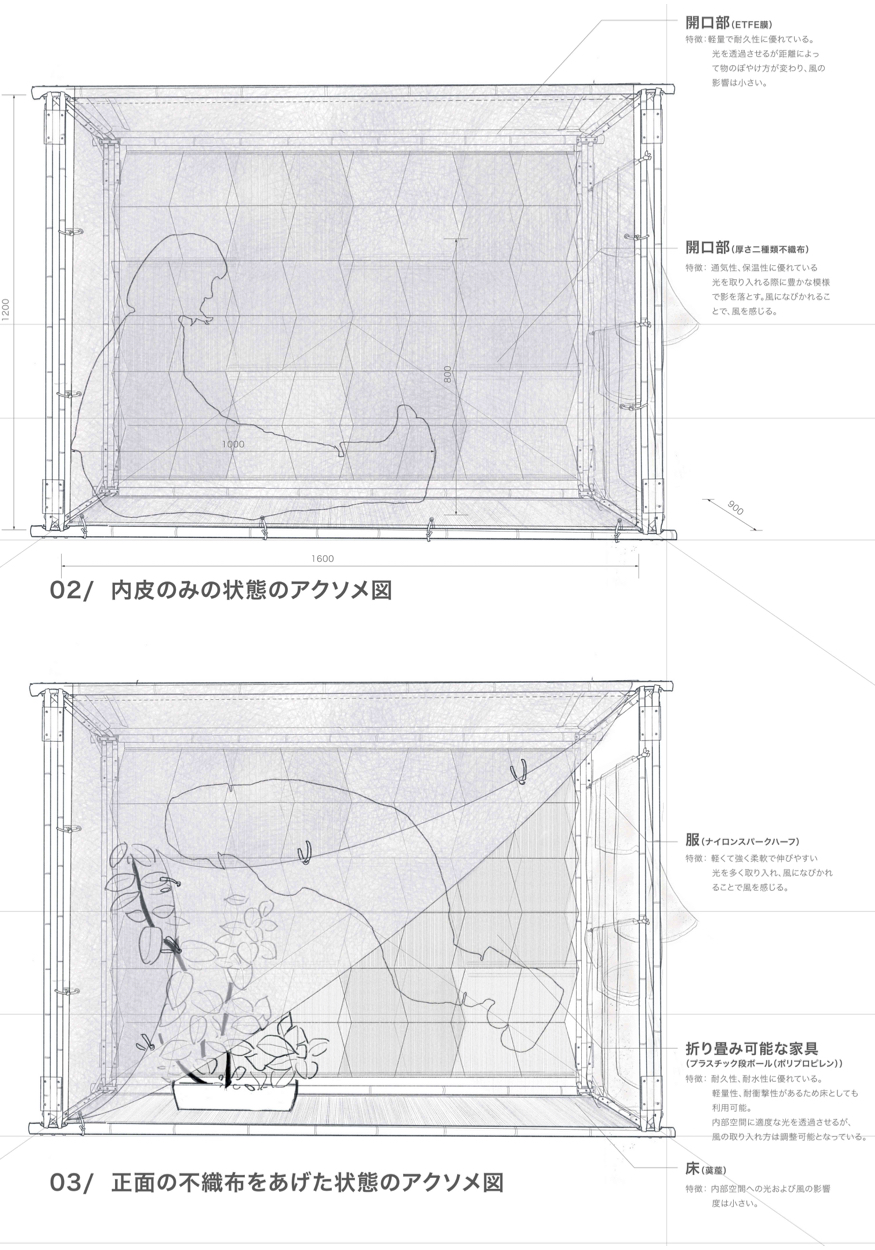 開口部(ETFE膜)
特徴：軽量で耐久性に優れている。
光を透過させるが距離によっ
て物のぼやけ方が変わり、風の
影響は小さい。
1200
開口部(厚さ二種類不織布)
特徴： 通気性、保温性に優れている
光を取り入れる際に豊かな模様
で影を落とす。風になびかれるこ
とで、風を感じる。
800
1000
900
1600
02/ 内皮のみの状態のアクソメ図
服(ナイロンスパークハーフ)
特徴： 軽くて強く柔軟で伸びやすい
光を多く取り入れ、風になびかれ
ることで風を感じる。
折り畳み可能な家具
(プラスチック段ボール(ポリプロピレン))
特徴： 耐久性、耐水性に優れている。
軽量性、耐衝撃性があるため床としても
利用可能。
内部空間に適度な光を透過させるが、
風の取り入れ方は調整可能となっている。
床
特徴： 内部空間への光および風の影響
度は小さい。
03/ 正面の不織布をあげた状態のアクソメ図